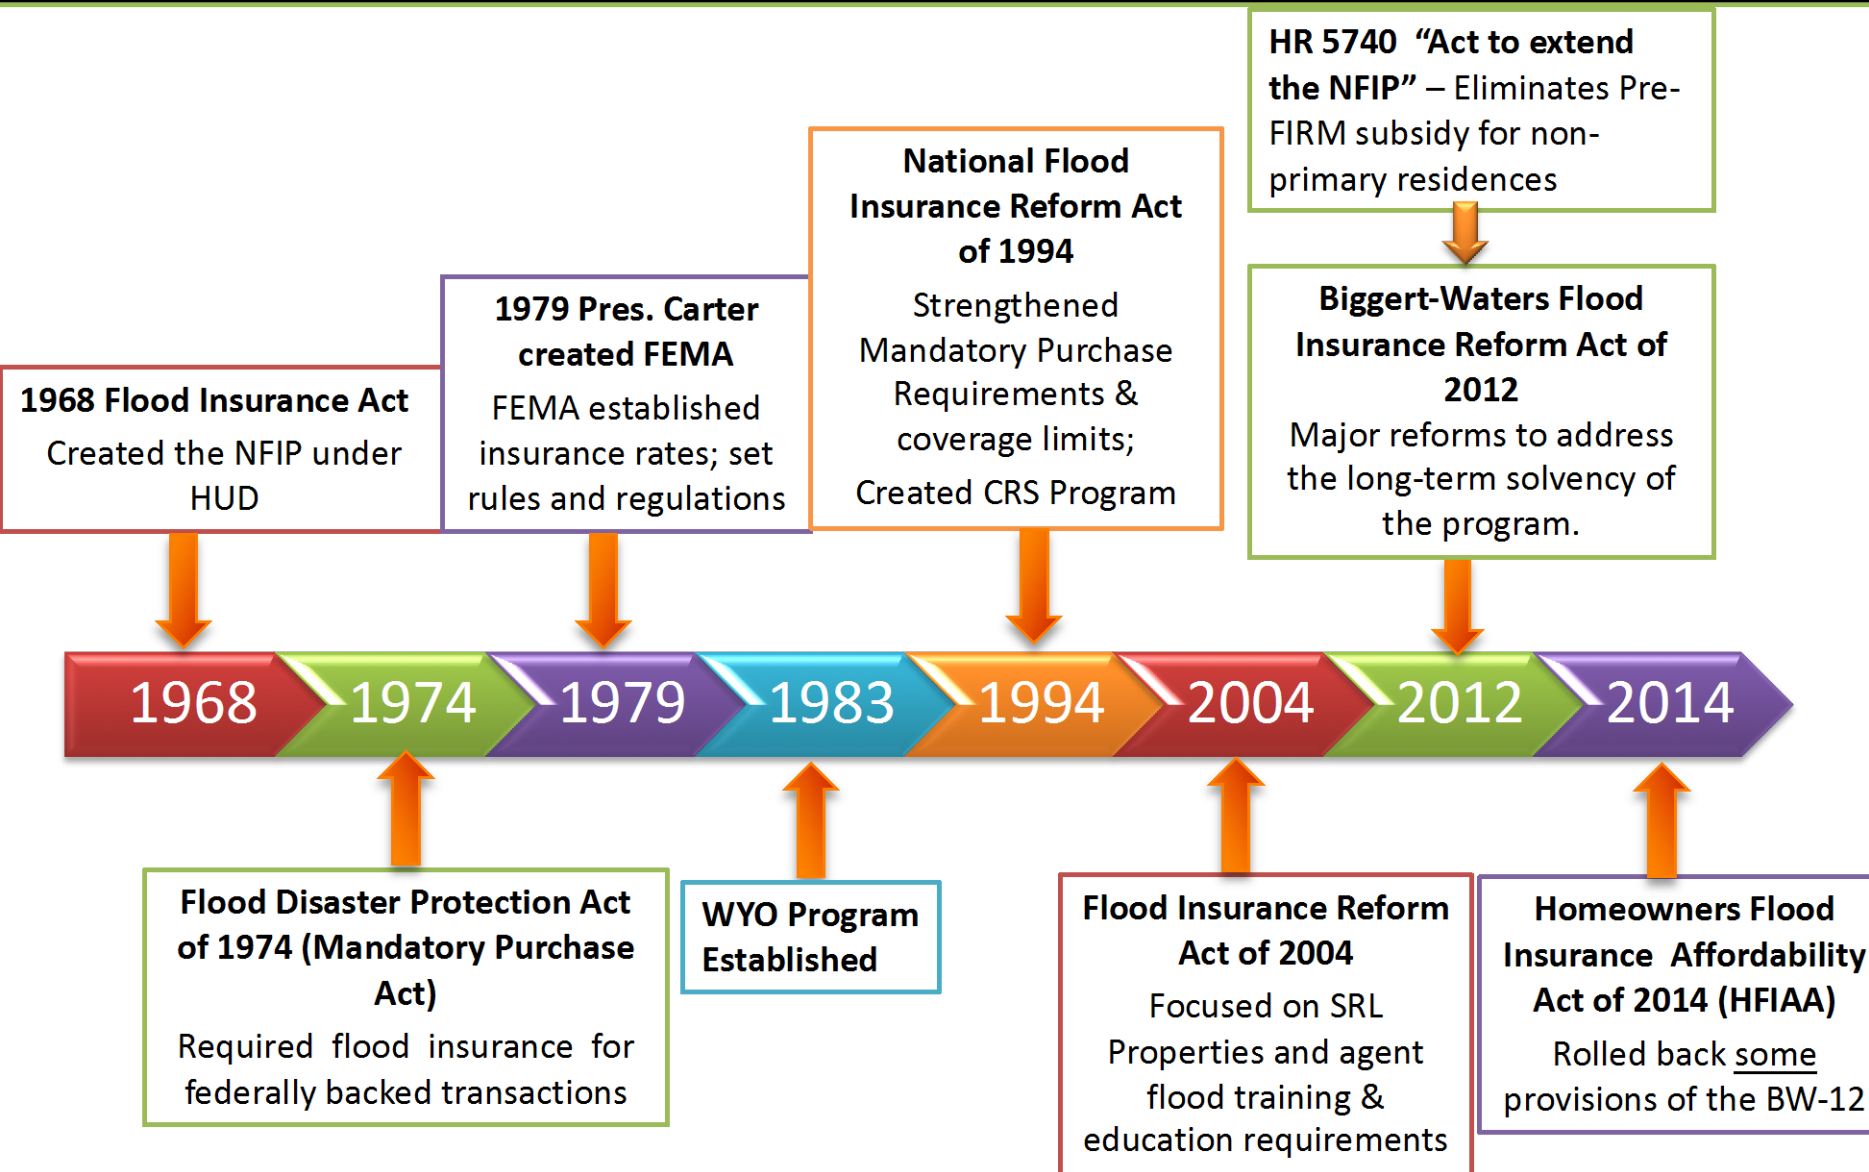 HR 5740 “Act to extend
the NFIP” – Eliminates Pre-
FIRM subsidy for non-
primary residences
National Flood
Insurance Reform Act
of 1994
Strengthened
Mandatory Purchase
Requirements &
coverage limits;
Created CRS Program
Biggert-Waters Flood
Insurance Reform Act of
2012
Major reforms to address
the long-term solvency of
the program.
1979 Pres. Carter
created FEMA
FEMA established
insurance rates; set
rules and regulations
1968 Flood Insurance Act
Created the NFIP under
HUD
1968 1974 1979 1983 1994 2004 2012 2014
Flood Disaster Protection Act
of 1974 (Mandatory Purchase
Act)
Required flood insurance for
federally backed transactions
WYO Program
Established
Flood Insurance Reform
Act of 2004
Focused on SRL
Properties and agent
flood training &
education requirements
Homeowners Flood
Insurance Affordability
Act of 2014 (HFIAA)
Rolled back some
provisions of the BW-12